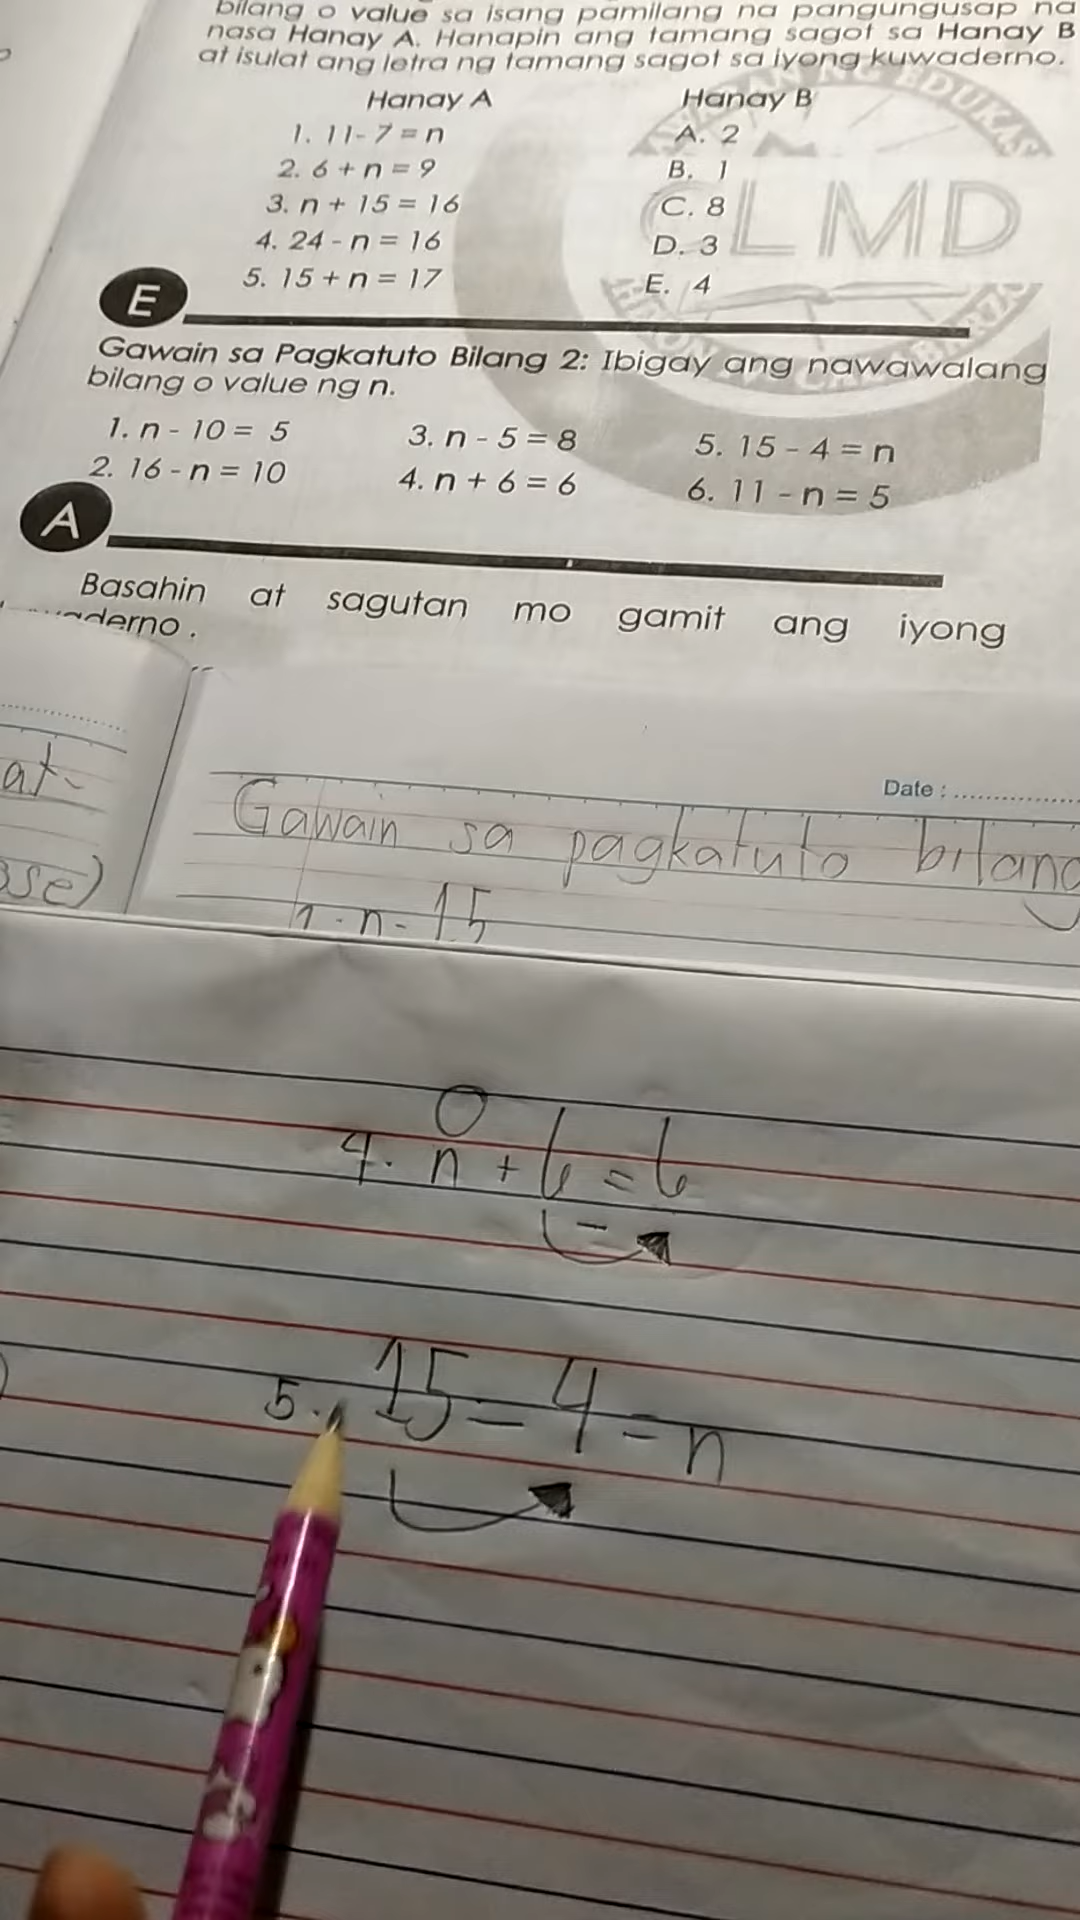 bilang o value sa isang pamilang na pangungusap na
nasa Hanay A. Hanapin ang tamang sagot sa Hanay B
at isulat ang letra ng tamang sagot sa iyong kuwaderno.
Hanay A
Hanay B
1. 11- 7 = n
A. 2
2. 6 + n = 9
B. 1
3. n + 15 = 16
C. 8
4. 24 - n = 16
D. 3
5. 15 + n = 17
E. 4
CLMD
E
Gawain sa Pagkatuto Bilang 2: Ibigay ang nawawalang
bilang o value ng n.
1. n - 10 = 5
3. n - 5 = 8
5. 15 - 4 = n
2. 16 - n = 10
4. n + 6 = 6
6. 11 - n = 5
A
Basahin at sagutan mo gamit ang iyong
Date :
Gawain sa pagkatuto bilang
1. n - 15
0
4. n + 6 = 6
-
5. 15 - 4 = n